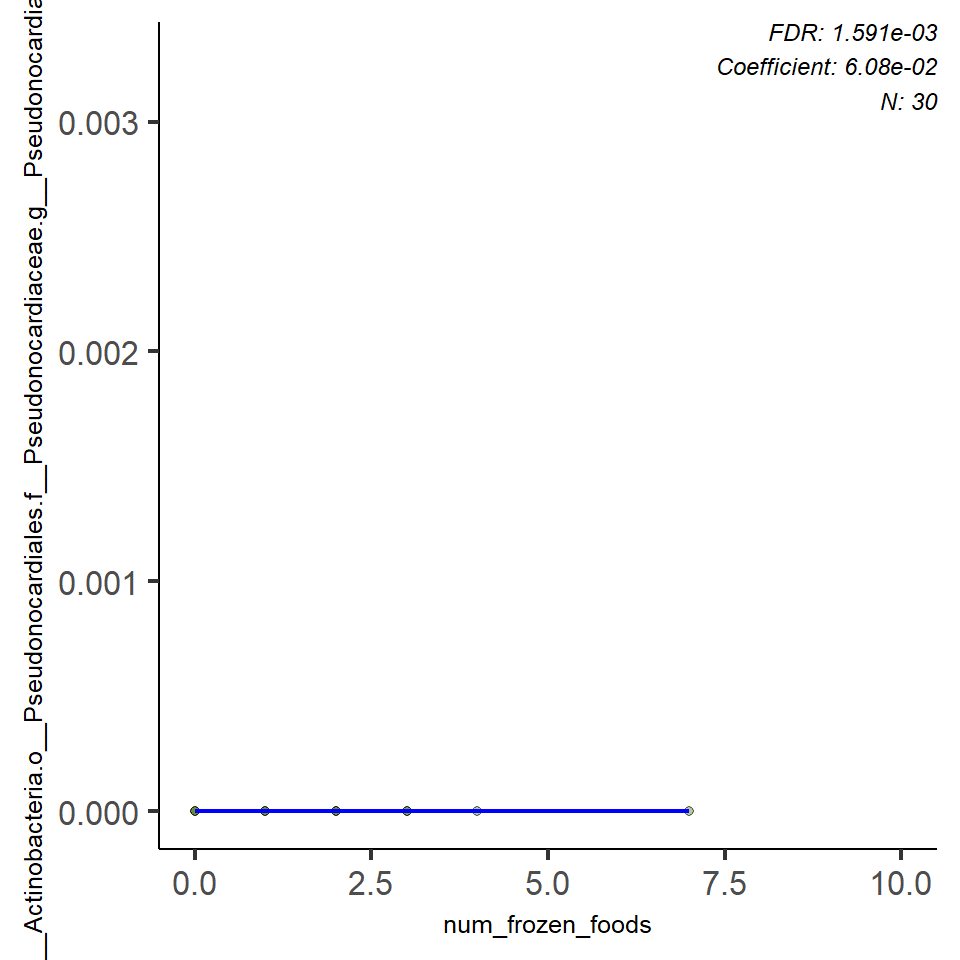 FDR: 1.591e-03
Coefficient: 6.08e-02
N: 30
__Actinobacteria.o__Pseudonocardiales.f__Pseudonocardiaceae.g__Pseudonocardia
0.003
0.002
0.001
0.000
0.0 2.5 5.0 7.5 10.0
num_frozen_foods